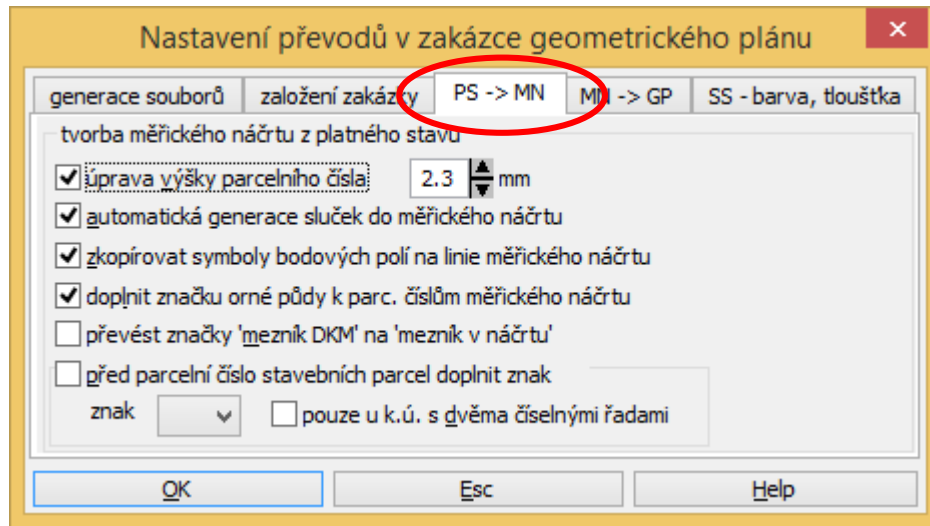 Nastavení převodů v zakázce geometrického plánu
generace souborů založení zakázky PS -> MN MN -> GP SS - barva, tloušťka
tvorba měřického náčrtu z platného stavu
úprava výšky parcelního čísla 2.3 mm
automatická generace sluček do měřického náčrtu
zkopírovat symboly bodových polí na linie měřického náčrtu
doplnit značku orné půdy k parc. číslům měřického náčrtu
převést značky 'mezník DKM' na 'mezník v náčrtu'
před parcelní číslo stavebních parcel doplnit znak
znak pouze u k.ú. s dvěma číselnými řadami
OK Esc Help